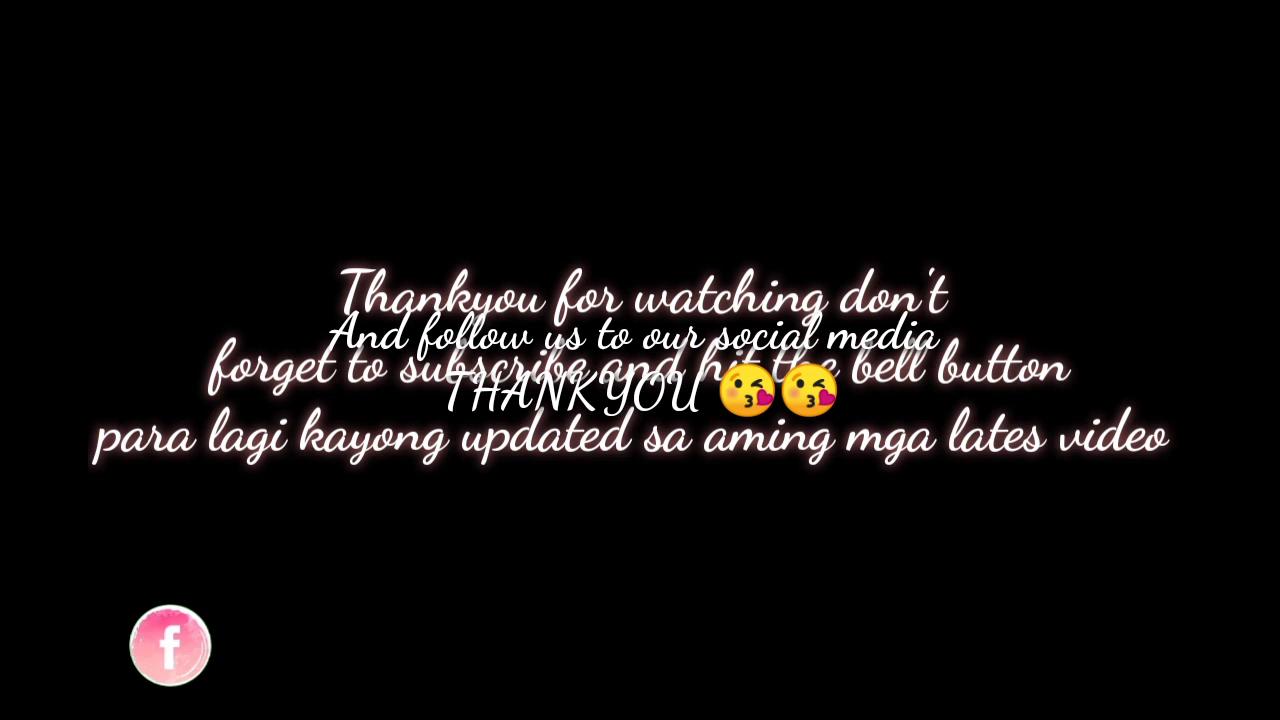 Thankyou for watching don't
And follow us to our social media
forget to subscribe and hit the bell button
THANKYOU 😘😘
para lagi kayong updated sa aming mga lates video
f